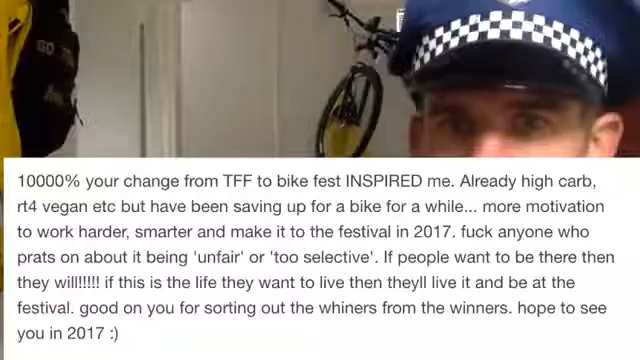 GO
10000% your change from TFF to bike fest INSPIRED me. Already high carb,
rt4 vegan etc but have been saving up for a bike for a while... more motivation
to work harder, smarter and make it to the festival in 2017. fuck anyone who
prats on about it being 'unfair' or 'too selective'. If people want to be there then
they will!!!!! if this is the life they want to live then theyll live it and be at the
festival. good on you for sorting out the whiners from the winners. hope to see
you in 2017 :)